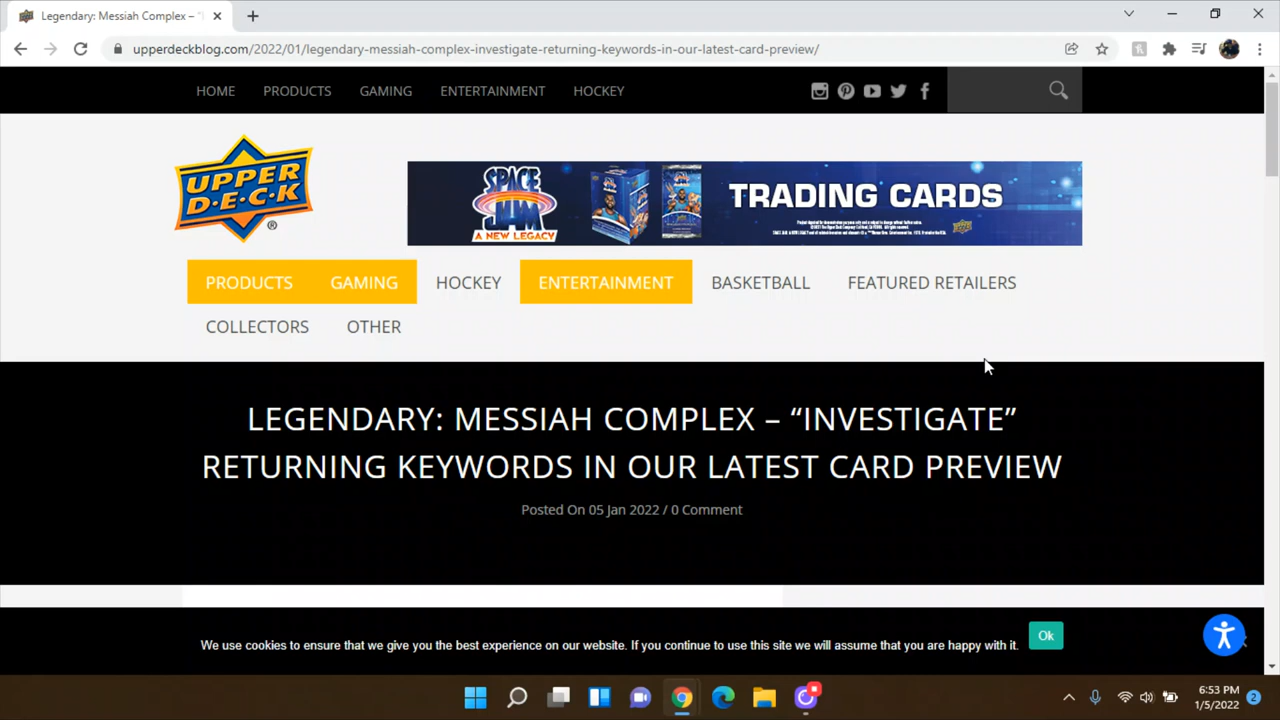 Legendary: Messiah Complex – "
upperdeckblog.com/2022/01/legendary-messiah-complex-investigate-returning-keywords-in-our-latest-card-preview/
HOME PRODUCTS GAMING ENTERTAINMENT HOCKEY
UPPER D·E·C·K ®
SPACE JAM A NEW LEGACY
TRADING CARDS
PRODUCTS GAMING HOCKEY ENTERTAINMENT BASKETBALL FEATURED RETAILERS
COLLECTORS OTHER
LEGENDARY: MESSIAH COMPLEX – “INVESTIGATE”
RETURNING KEYWORDS IN OUR LATEST CARD PREVIEW
Posted On 05 Jan 2022 / 0 Comment
We use cookies to ensure that we give you the best experience on our website. If you continue to use this site we will assume that you are happy with it.
Ok
6:53 PM
1/5/2022
2